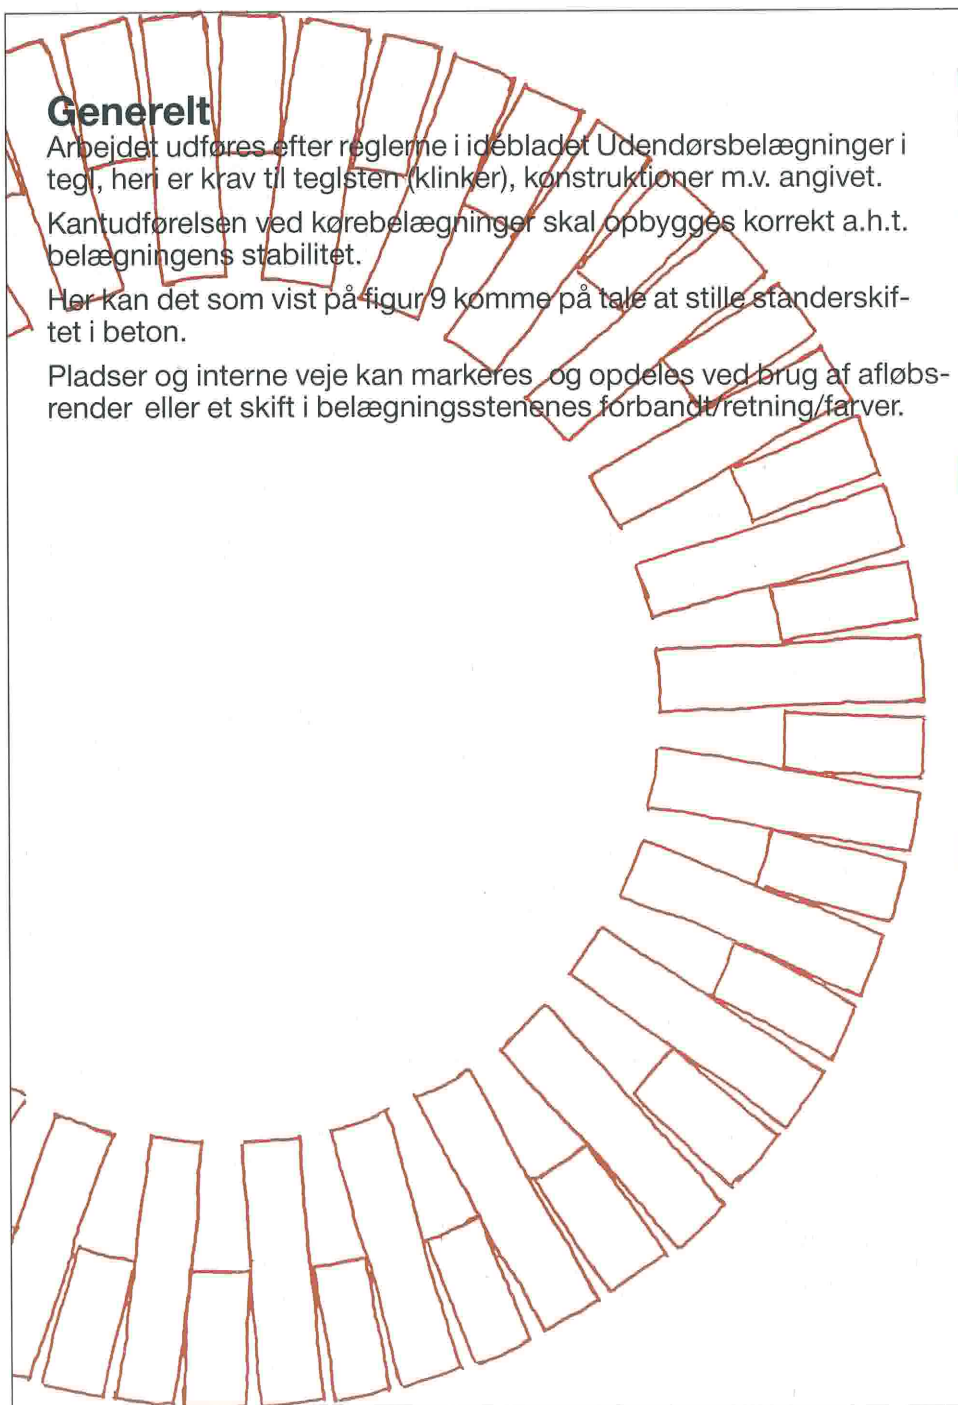 Generelt
Arbejdet udføres efter reglerne i idébladet Udendørsbelægninger i
tegl, heri er krav til teglsten (klinker), konstruktioner m.v. angivet.
Kantudførelsen ved kørebelægninger skal opbygges korrekt a.h.t.
belægningens stabilitet.
Her kan det som vist på figur 9 komme på tale at stille standerskif-
tet i beton.
Pladser og interne veje kan markeres og opdeles ved brug af afløbs-
render eller et skift i belægningsstenenes forbandt/retning/farver.